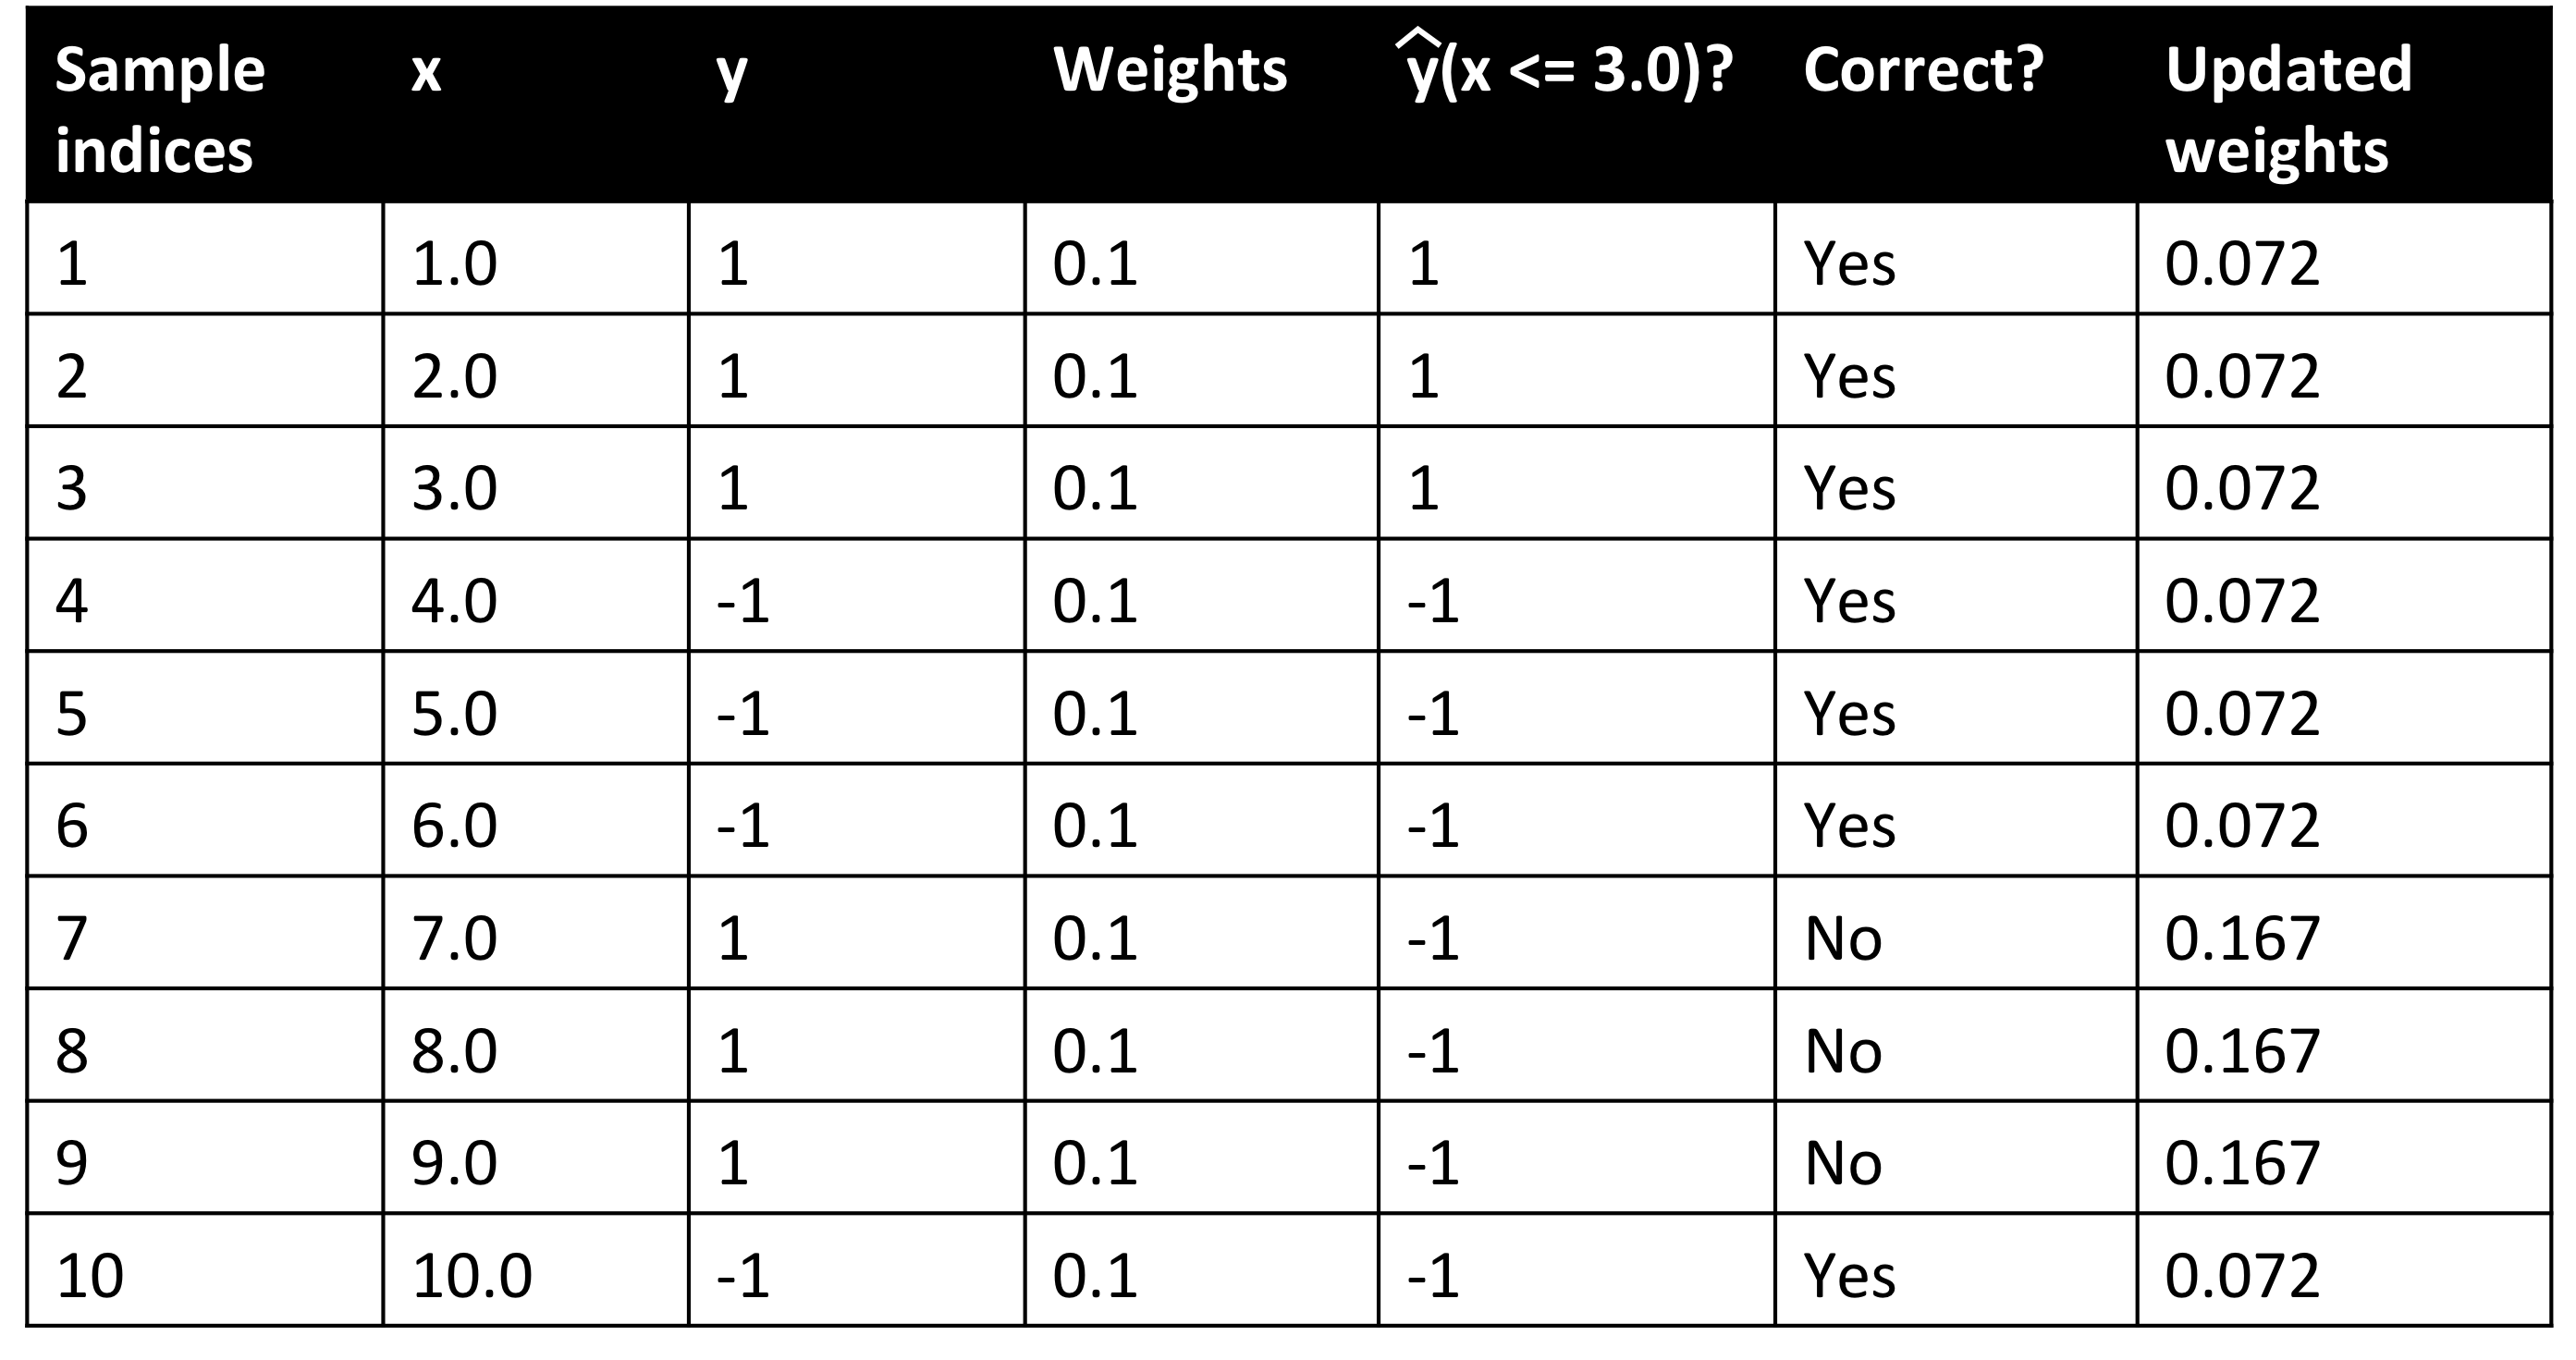 Sample indices x y Weights ŷ(x <= 3.0)? Correct? Updated weights
1 1.0 1 0.1 1 Yes 0.072
2 2.0 1 0.1 1 Yes 0.072
3 3.0 1 0.1 1 Yes 0.072
4 4.0 -1 0.1 -1 Yes 0.072
5 5.0 -1 0.1 -1 Yes 0.072
6 6.0 -1 0.1 -1 Yes 0.072
7 7.0 1 0.1 -1 No 0.167
8 8.0 1 0.1 -1 No 0.167
9 9.0 1 0.1 -1 No 0.167
10 10.0 -1 0.1 -1 Yes 0.072